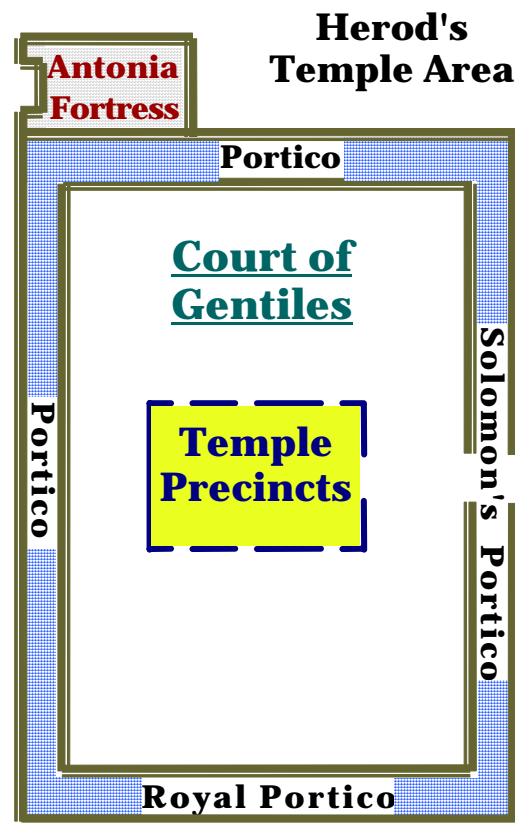 Herod's
Temple Area
Antonia
Fortress
Portico
Court of
Gentiles
Solomon's Portico
Portico
Temple
Precincts
Royal Portico